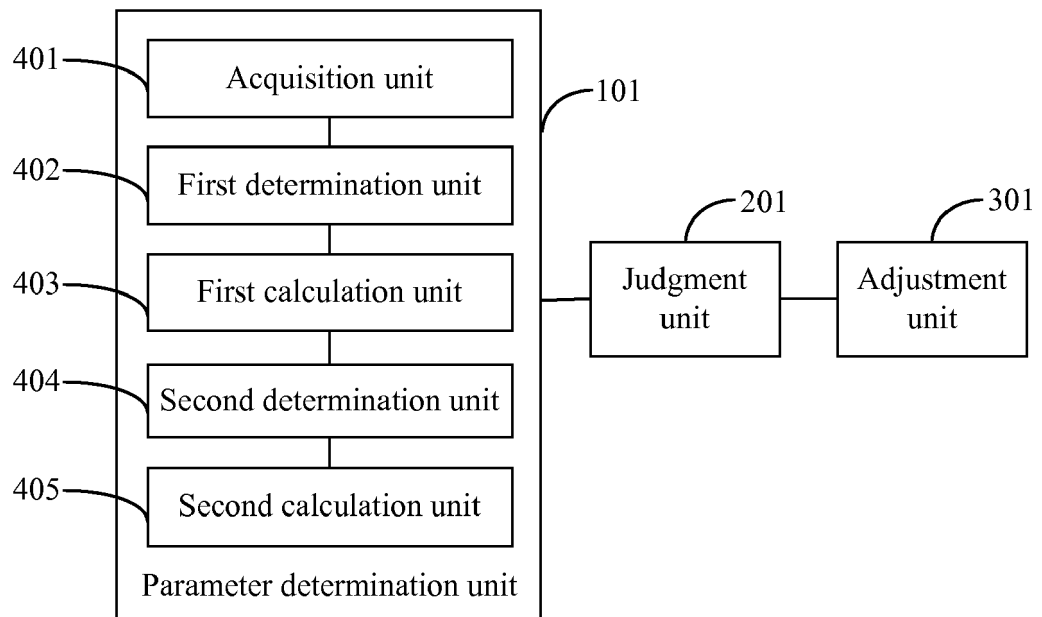 401
Acquisition unit
101
402
First determination unit
201
301
403
First calculation unit
Judgment
unit
Adjustment
unit
404
Second determination unit
405
Second calculation unit
Parameter determination unit